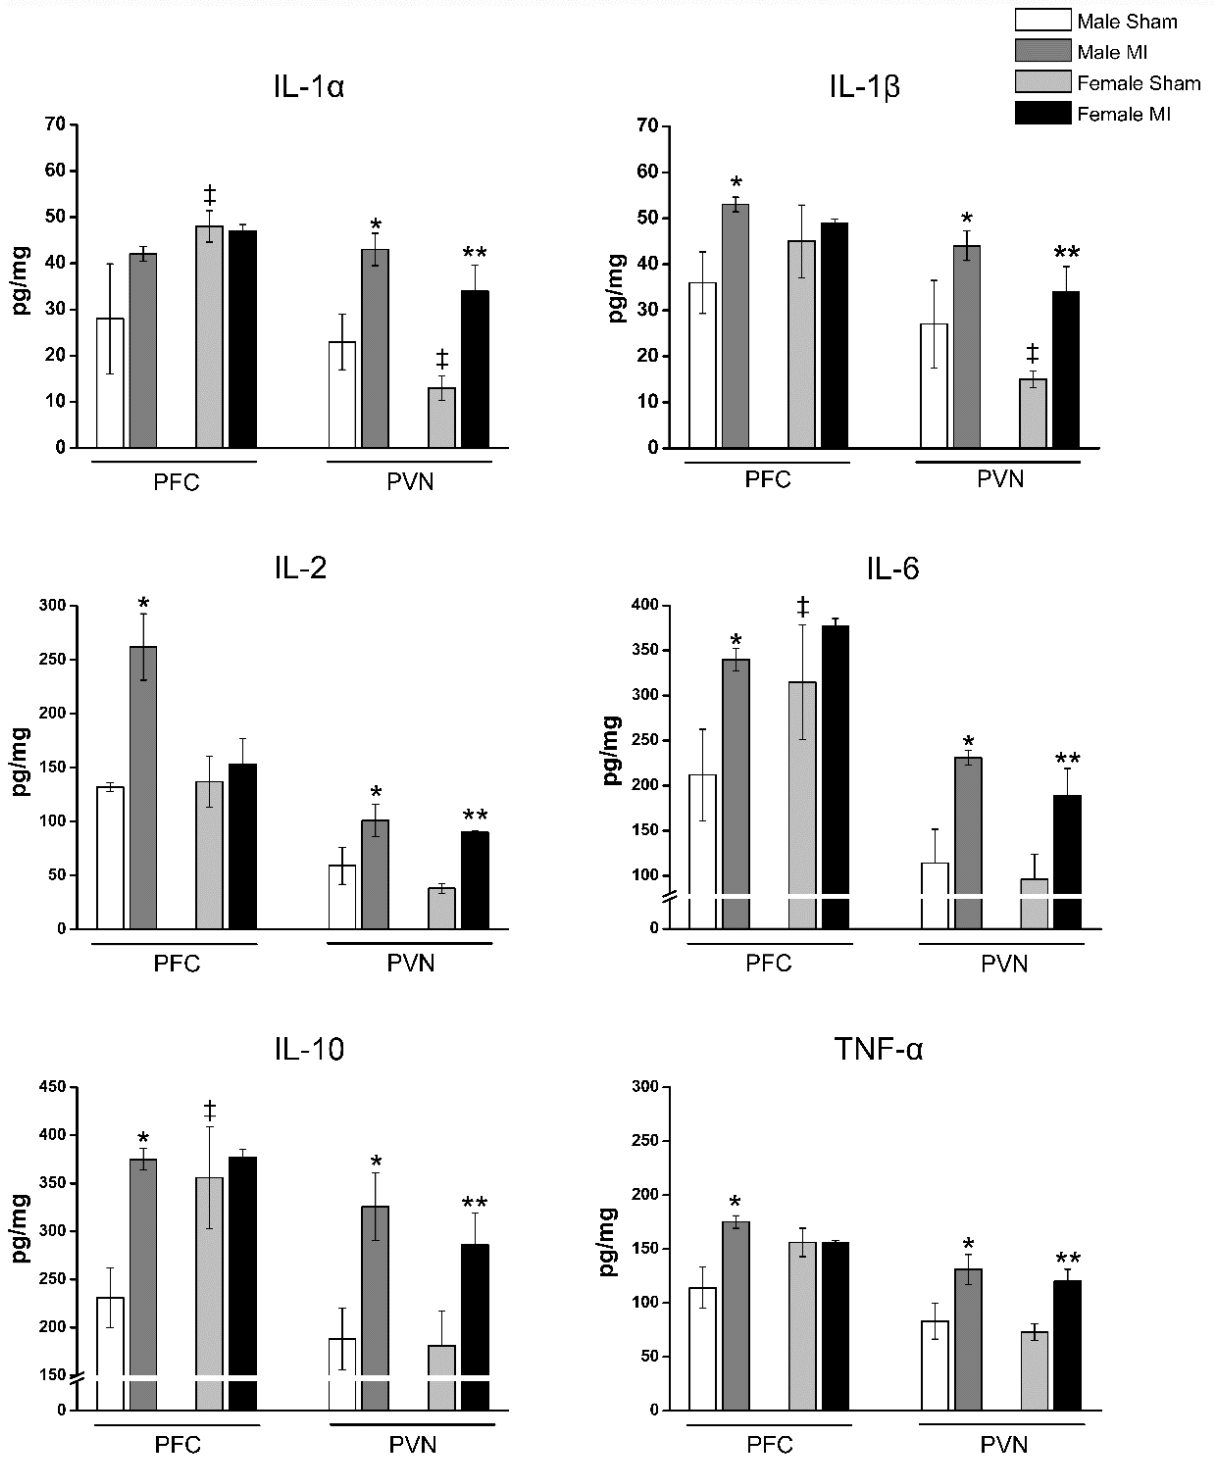 Male Sham
Male MI
Female Sham
Female MI
IL-1α
70
60
50
40
30
20
10
0
pg/mg
‡
*
‡
**
PFC
PVN
IL-1β
70
60
50
40
30
20
10
0
pg/mg
*
*
‡
**
PFC
PVN
IL-2
300
250
200
150
100
50
0
pg/mg
*
*
**
PFC
PVN
IL-6
400
350
300
250
200
150
100
0
pg/mg
*
‡
*
**
PFC
PVN
IL-10
450
400
350
300
250
200
150
0
pg/mg
*
‡
*
**
PFC
PVN
TNF-α
300
250
200
150
100
50
0
pg/mg
*
*
**
PFC
PVN